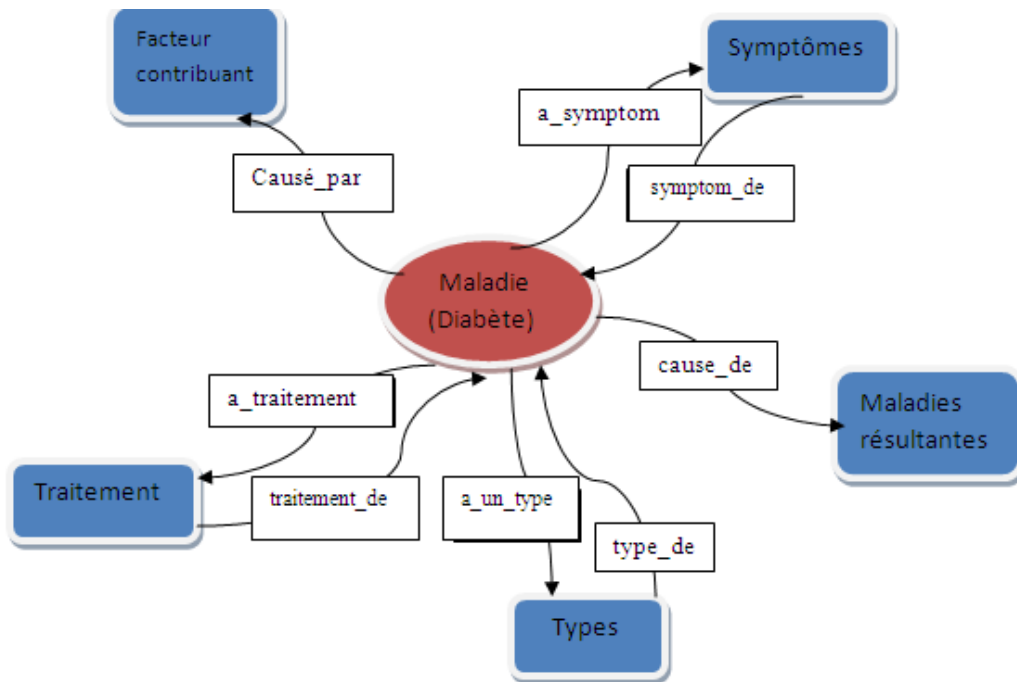 Facteur
contribuant
Symptômes
a_symptom
Causé_par
symptom_de
Maladie
(Diabète)
cause_de
a_traitement
Maladies
résultantes
Traitement
traitement_de
a_un_type
type_de
Types